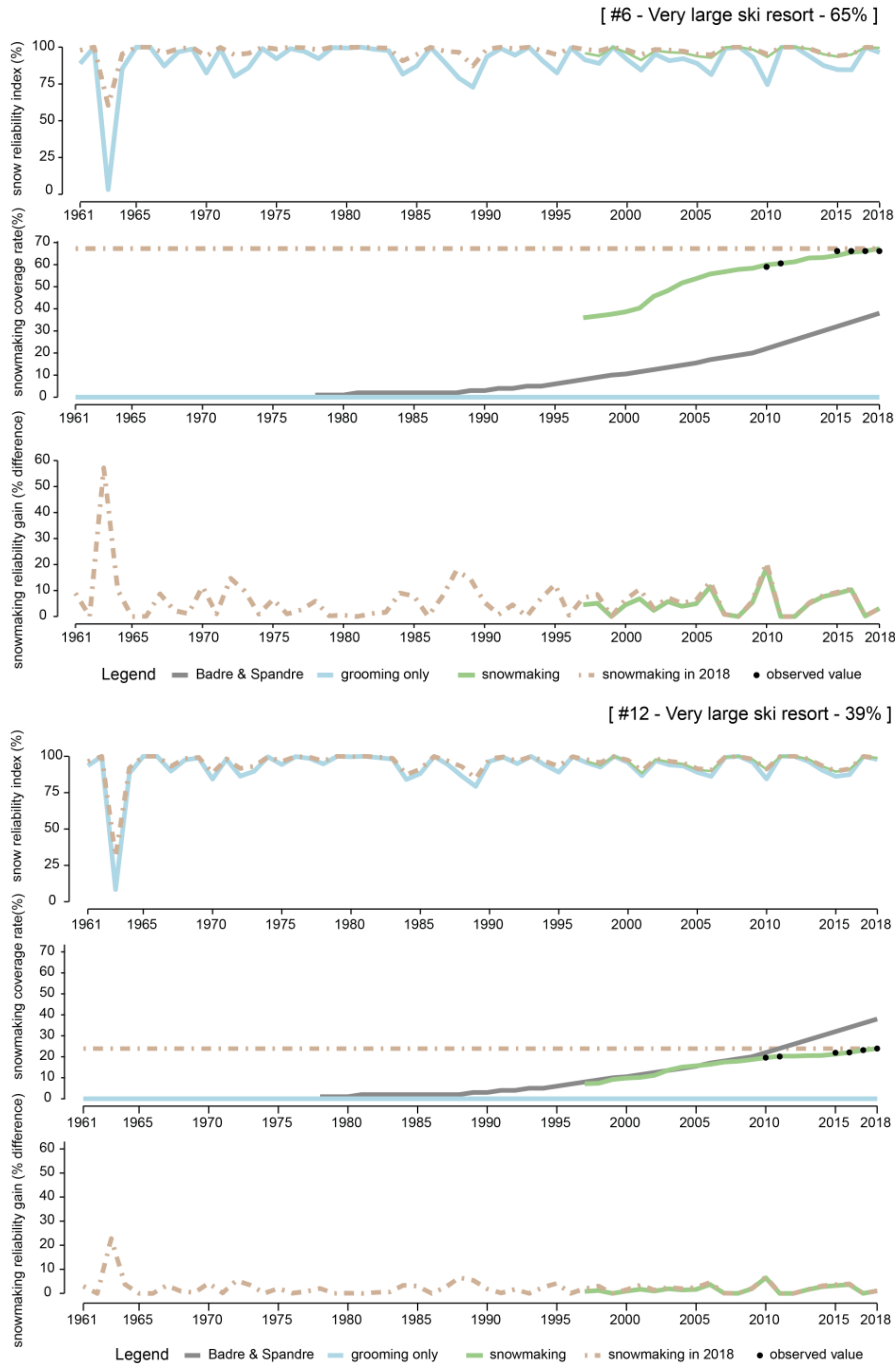 [ #6 - Very large ski resort - 65% ]
snow reliability index (%)
100
75
50
25
0
1961 1965 1970 1975 1980 1985 1990 1995 2000 2005 2010 2015 2018
snowmaking coverage rate(%)
70
60
50
40
30
20
10
0
1961 1965 1970 1975 1980 1985 1990 1995 2000 2005 2010 2015 2018
snowmaking reliability gain (% difference)
60
50
40
30
20
10
0
1961 1965 1970 1975 1980 1985 1990 1995 2000 2005 2010 2015 2018
Legend Badre & Spandre grooming only snowmaking snowmaking in 2018 observed value
[ #12 - Very large ski resort - 39% ]
snow reliability index (%)
100
75
50
25
0
1961 1965 1970 1975 1980 1985 1990 1995 2000 2005 2010 2015 2018
snowmaking coverage rate(%)
70
60
50
40
30
20
10
0
1961 1965 1970 1975 1980 1985 1990 1995 2000 2005 2010 2015 2018
snowmaking reliability gain (% difference)
60
50
40
30
20
10
0
1961 1965 1970 1975 1980 1985 1990 1995 2000 2005 2010 2015 2018
Legend Badre & Spandre grooming only snowmaking snowmaking in 2018 observed value